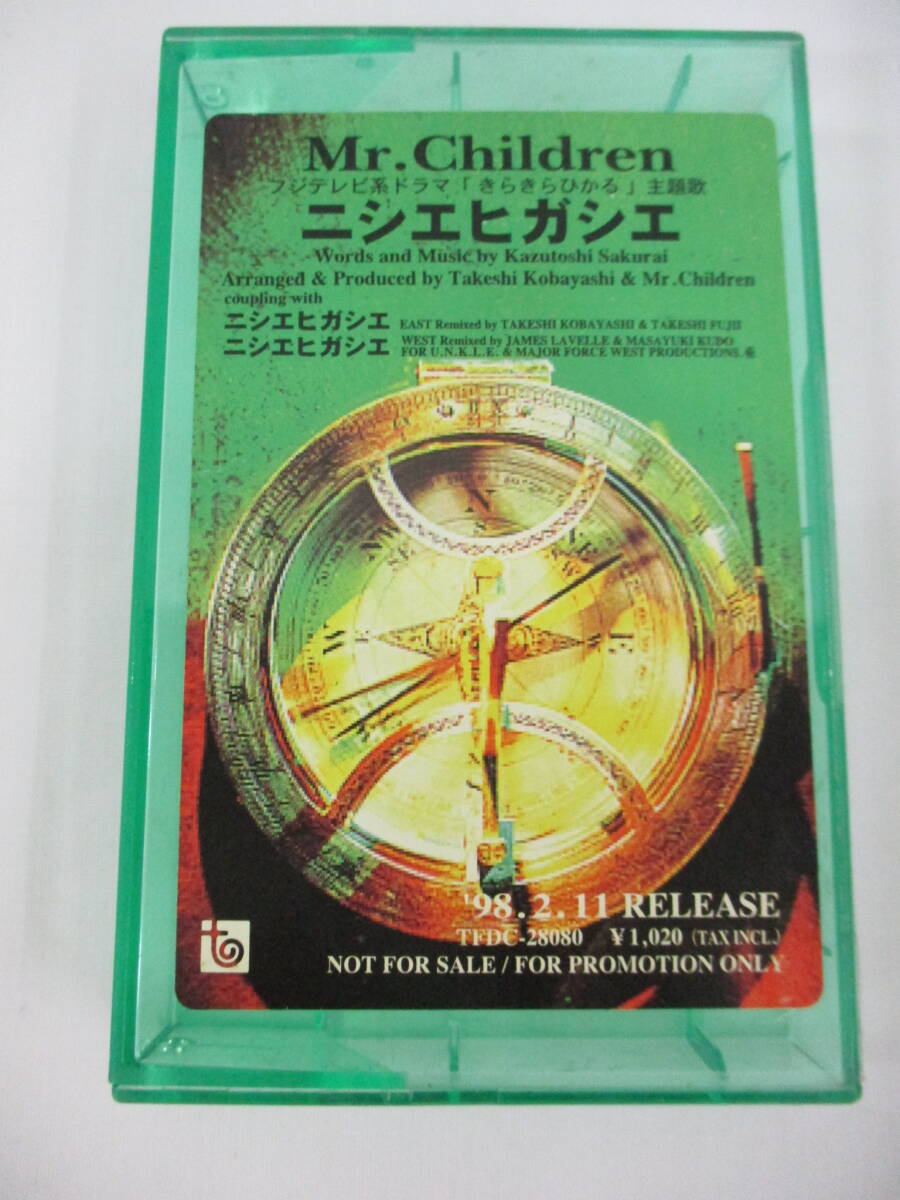 Mr.Children
フジテレビ系ドラマ「きらきらひかる」主題歌
ニシエヒガシエ
Words and Music by Kazutoshi Sakurai
Arranged & Produced by Takeshi Kobayashi & Mr.Children
coupling with
ニシエヒガシエ EAST Remixed by TAKESHI KOBAYASHI & TAKESHI FUJII
ニシエヒガシエ WEST Remixed by JAMES LAVELLE & MASAYUKI KUDO
FOR U.N.K.L.E. & MAJOR FORCE WEST PRODUCTIONS.
N
NE
W
E
S
'98.2.11 RELEASE
TFDC-28080 ¥1,020 (TAX INCL.)
NOT FOR SALE / FOR PROMOTION ONLY